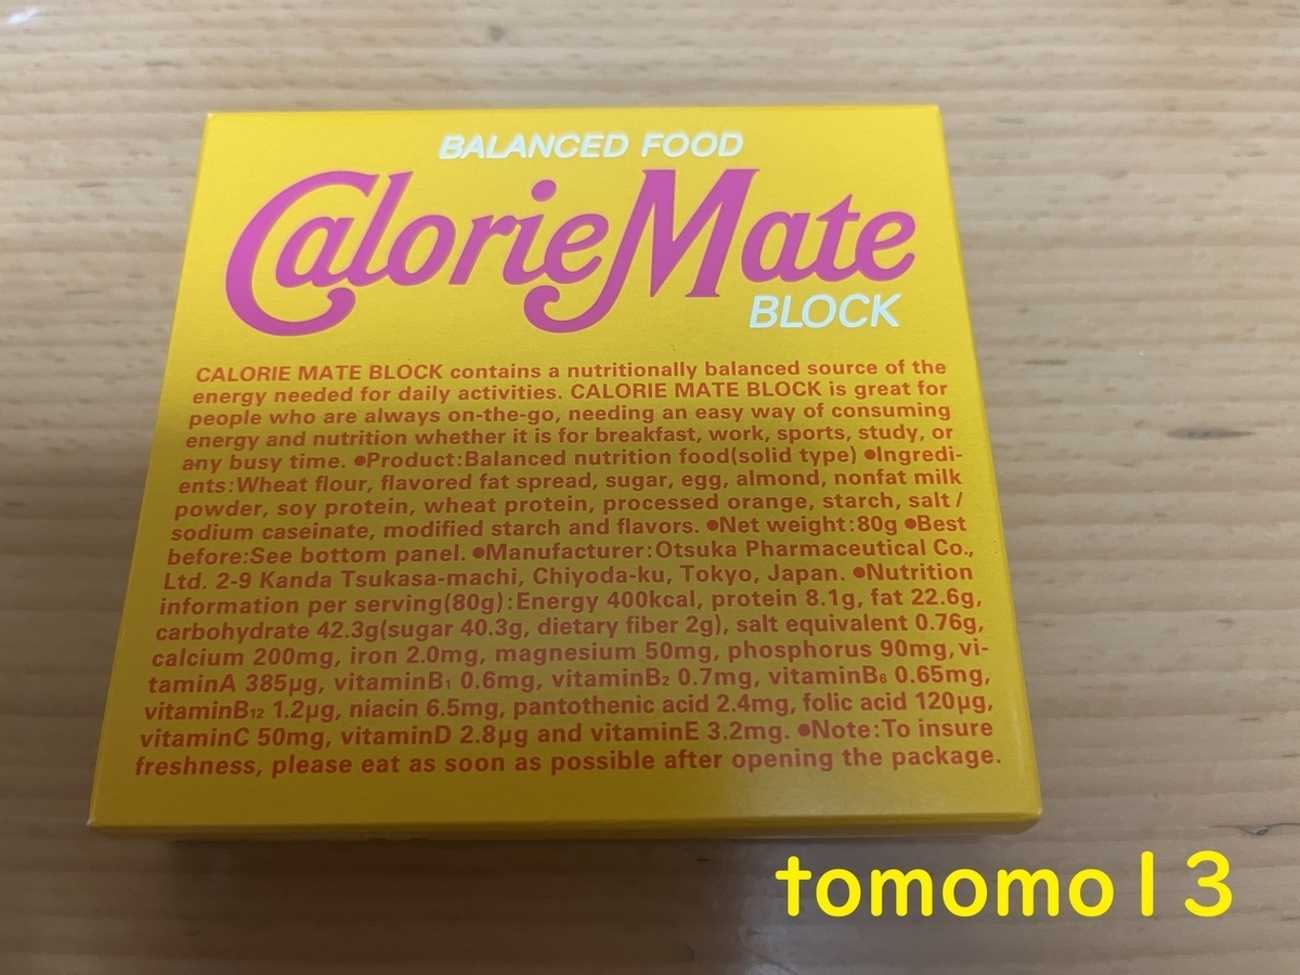 BALANCED FOOD
CalorieMate
BLOCK
CALORIE MATE BLOCK contains a nutritionally balanced source of the
energy needed for daily activities. CALORIE MATE BLOCK is great for
people who are always on-the-go, needing an easy way of consuming
energy and nutrition whether it is for breakfast, work, sports, study, or
any busy time. ●Product:Balanced nutrition food(solid type) ●Ingredi-
ents:Wheat flour, flavored fat spread, sugar, egg, almond, nonfat milk
powder, soy protein, wheat protein, processed orange, starch, salt/
sodium caseinate, modified starch and flavors. ●Net weight:80g ●Best
before:See bottom panel. ●Manufacturer:Otsuka Pharmaceutical Co.,
Ltd. 2-9 Kanda Tsukasa-machi, Chiyoda-ku, Tokyo, Japan. ●Nutrition
information per serving(80g):Energy 400kcal, protein 8.1g, fat 22.6g,
carbohydrate 42.3g(sugar 40.3g, dietary fiber 2g), salt equivalent 0.76g,
calcium 200mg, iron 2.0mg, magnesium 50mg, phosphorus 90mg, vi-
taminA 385μg, vitaminB₁ 0.6mg, vitaminB₂ 0.7mg, vitaminB₆ 0.65mg,
vitaminB₁₂ 1.2μg, niacin 6.5mg, pantothenic acid 2.4mg, folic acid 120μg,
vitaminC 50mg, vitaminD 2.8μg and vitaminE 3.2mg. ●Note:To insure
freshness, please eat as soon as possible after opening the package.
tomomo13